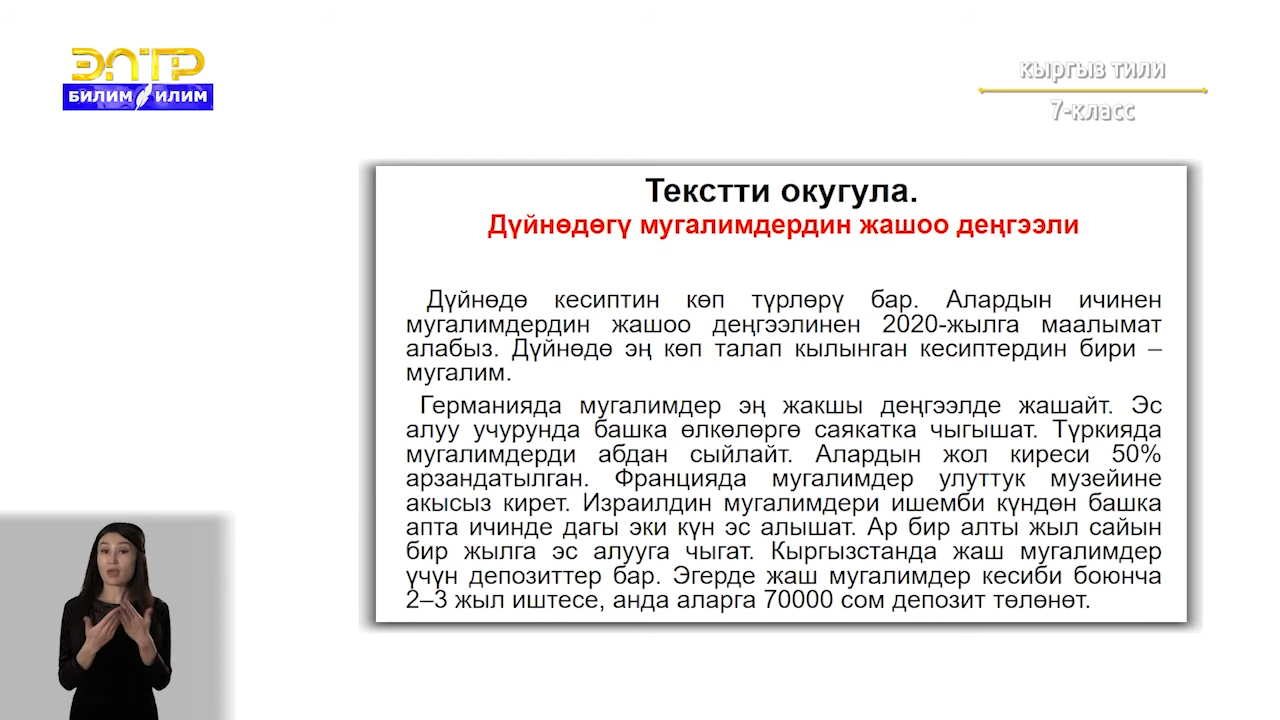 ЭЛТР
БИЛИМ ИЛИМ
кыргыз тили
7-класс
Текстти окугула.
Дүйнөдөгү мугалимдердин жашоо деңгээли
Дүйнөдө кесиптин көп түрлөрү бар. Алардын ичинен
мугалимдердин жашоо деңгээлинен 2020-жылга маалымат
алабыз. Дүйнөдө эң көп талап кылынган кесиптердин бири –
мугалим.
Германияда мугалимдер эң жакшы деңгээлде жашайт. Эс
алуу учурунда башка өлкөлөргө саякатка чыгышат. Түркияда
мугалимдерди абдан сыйлайт. Алардын жол киреси 50%
арзандатылган. Францияда мугалимдер улуттук музейине
акысыз кирет. Израилдин мугалимдери ишемби күндөн башка
апта ичинде дагы эки күн эс алышат. Ар бир алты жыл сайын
бир жылга эс алууга чыгат. Кыргызстанда жаш мугалимдер
үчүн депозиттер бар. Эгерде жаш мугалимдер кесиби боюнча
2–3 жыл иштесе, анда аларга 70000 сом депозит төлөнөт.